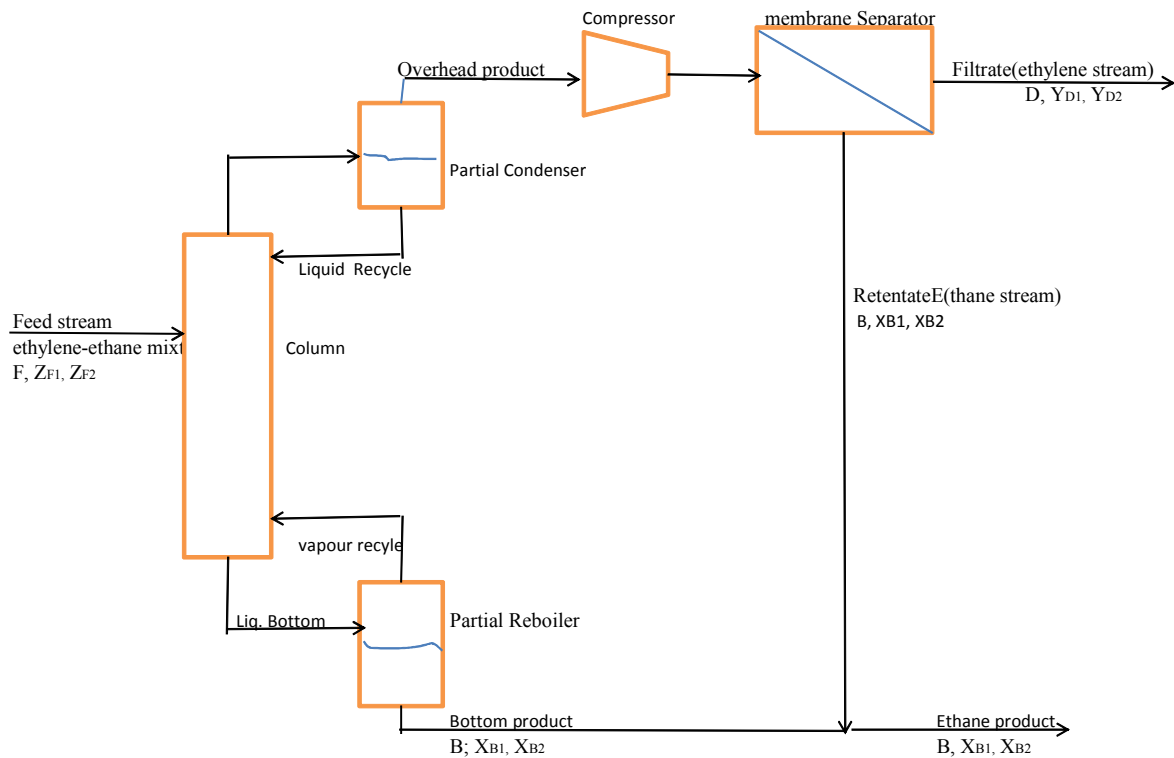 Compressor
membrane Separator
Overhead product
Filtrate(ethylene stream)
D, YD1, YD2
Partial Condenser
Liquid Recycle
RetentateE(thane stream)
B, XB1, XB2
Feed stream
ethylene-ethane mixt
F, ZF1, ZF2
Column
vapour recyle
Liq. Bottom
Partial Reboiler
Bottom product
B; XB1, XB2
Ethane product
B, XB1, XB2